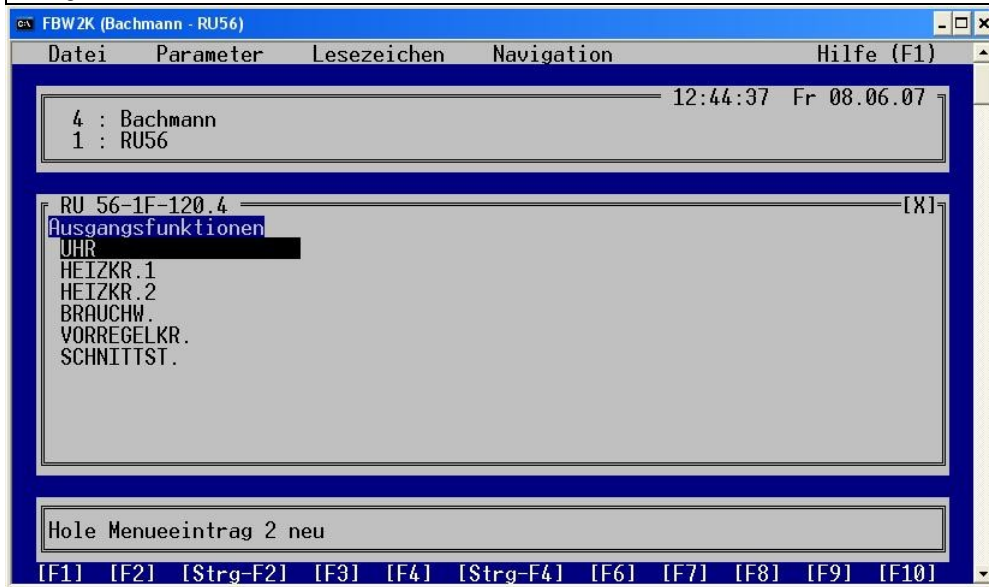 FBW2K (Bachmann - RU56)
Datei Parameter Lesezeichen Navigation Hilfe (F1)
12:44:37 Fr 08.06.07
4 : Bachmann
1 : RU56
RU 56-1F-120.4 [X]
Ausgangsfunktionen
UHR
HEIZKR.1
HEIZKR.2
BRAUCHW.
VORREGELKR.
SCHNITTST.
Hole Menueeintrag 2 neu
[F1] [F2] [Strg-F2] [F3] [F4] [Strg-F4] [F6] [F7] [F8] [F9] [F10]